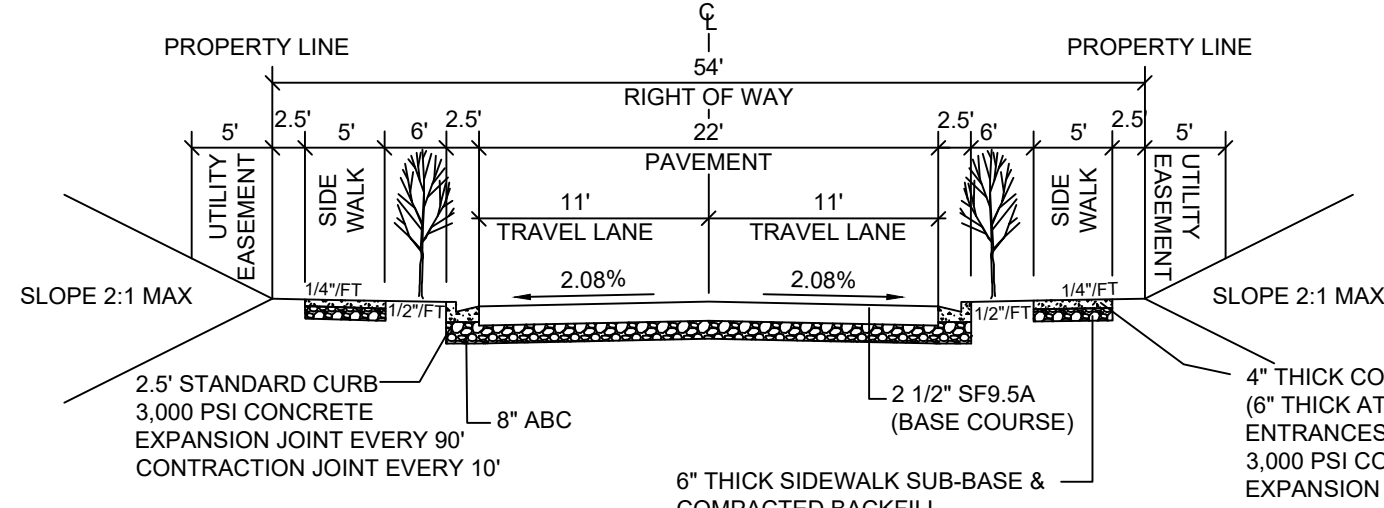 ℄
PROPERTY LINE
PROPERTY LINE
54'
RIGHT OF WAY
5' 2.5' 5' 6' 2.5' 22' 2.5' 6' 5' 2.5' 5'
PAVEMENT
UTILITY
EASEMENT
SIDE
WALK
11'
TRAVEL LANE
11'
TRAVEL LANE
SIDE
WALK
UTILITY
EASEMENT
2.08%
2.08%
SLOPE 2:1 MAX
1/4"/FT
1/2"/FT
1/2"/FT
1/4"/FT
SLOPE 2:1 MAX
2.5' STANDARD CURB
3,000 PSI CONCRETE
EXPANSION JOINT EVERY 90'
CONTRACTION JOINT EVERY 10'
8" ABC
2 1/2" SF9.5A
(BASE COURSE)
6" THICK SIDEWALK SUB-BASE &
COMPACTED BACKFILL
4" THICK CO
(6" THICK AT
ENTRANCES
3,000 PSI CO
EXPANSION